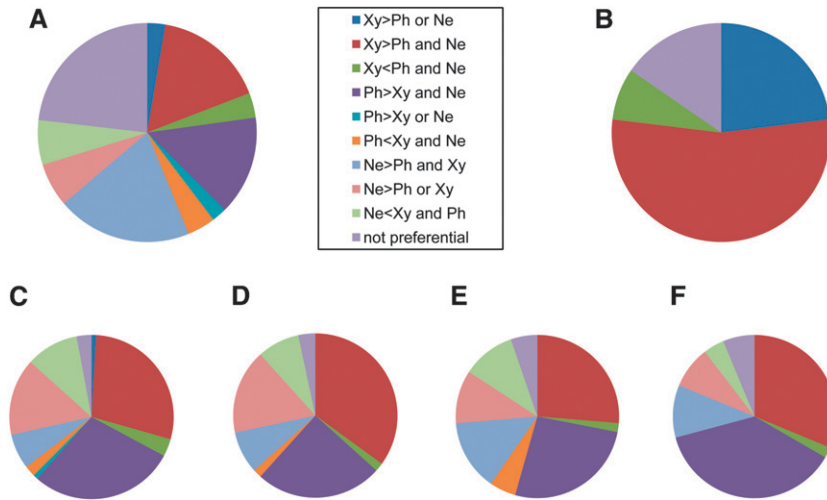 A
Xy>Ph or Ne
Xy>Ph and Ne
Xy<Ph and Ne
Ph>Xy and Ne
Ph>Xy or Ne
Ph<Xy and Ne
Ne>Ph and Xy
Ne>Ph or Xy
Ne<Xy and Ph
not preferential
B
C
D
E
F